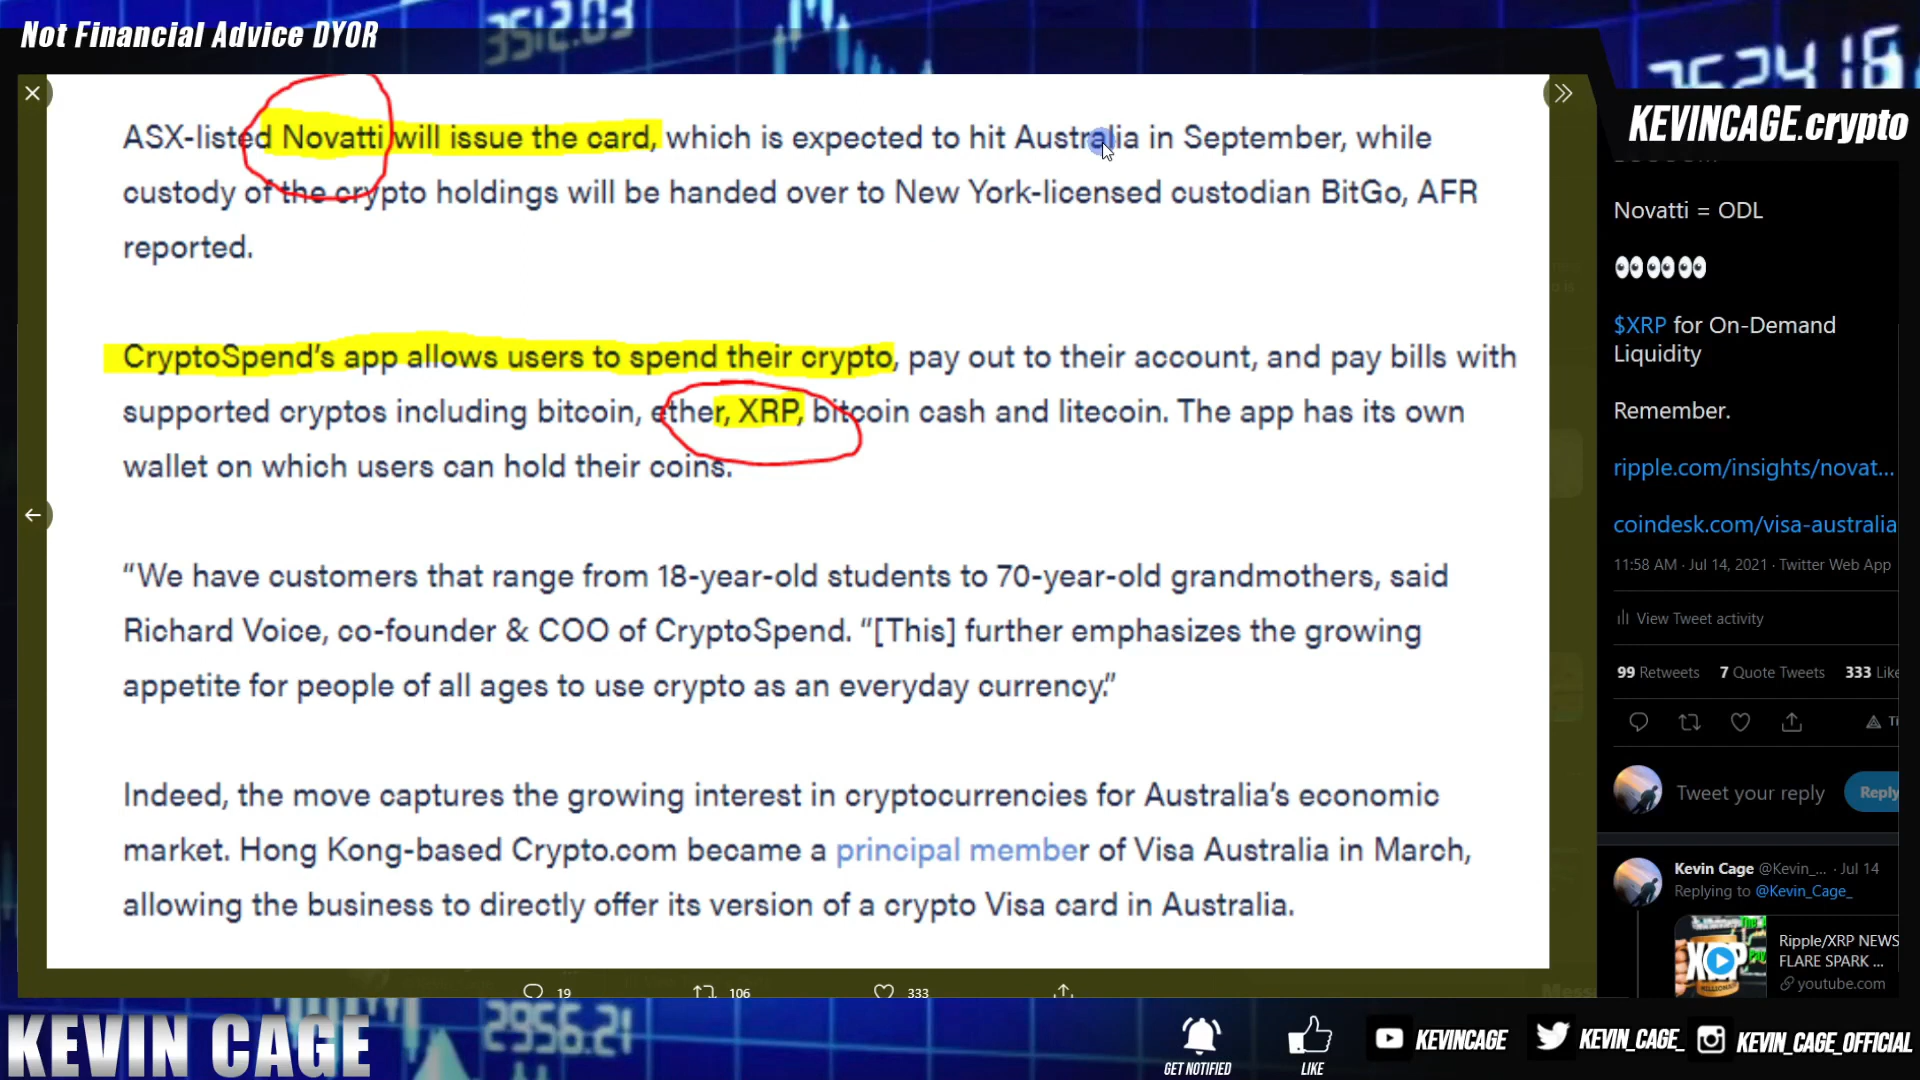 Not Financial Advice DYOR
3512.03
KEVINCAGE.crypto
ASX-listed Novatti will issue the card, which is expected to hit Australia in September, while
custody of the crypto holdings will be handed over to New York-licensed custodian BitGo, AFR
reported.
CryptoSpend’s app allows users to spend their crypto, pay out to their account, and pay bills with
supported cryptos including bitcoin, ether, XRP, bitcoin cash and litecoin. The app has its own
wallet on which users can hold their coins.
“We have customers that range from 18-year-old students to 70-year-old grandmothers, said
Richard Voice, co-founder & COO of CryptoSpend. “[This] further emphasizes the growing
appetite for people of all ages to use crypto as an everyday currency.”
Indeed, the move captures the growing interest in cryptocurrencies for Australia’s economic
market. Hong Kong-based Crypto.com became a principal member of Visa Australia in March,
allowing the business to directly offer its version of a crypto Visa card in Australia.
19
106
333
Novatti = ODL
👀👀👀
$XRP for On-Demand
Liquidity
Remember.
ripple.com/insights/novat...
coindesk.com/visa-australia
11:58 AM · Jul 14, 2021 · Twitter Web App
View Tweet activity
99 Retweets 7 Quote Tweets 333 Like
Ti
Tweet your reply
Reply
Kevin Cage @Kevin_... · Jul 14
Replying to @Kevin_Cage_
Ripple/XRP NEWS
FLARE SPARK ...
youtube.com
KEVIN CAGE
2956.21
GET NOTIFIED
LIKE
KEVINCAGE
KEVIN_CAGE_
KEVIN_CAGE_OFFICIAL